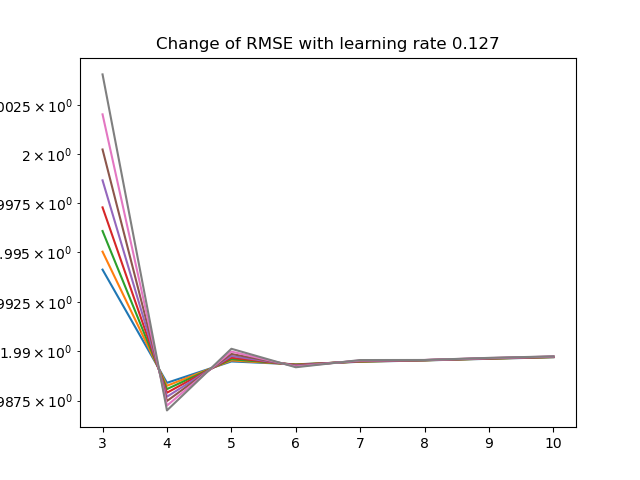 Change of RMSE with learning rate 0.127
0025 × 10⁰
2 × 10⁰
9975 × 10⁰
.995 × 10⁰
9925 × 10⁰
1.99 × 10⁰
9875 × 10⁰
3 4 5 6 7 8 9 10